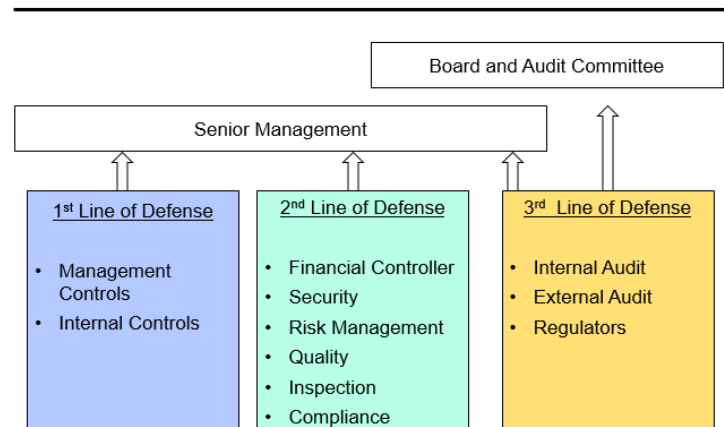 Board and Audit Committee
Senior Management
1st Line of Defense
• Management
Controls
• Internal Controls
2nd Line of Defense
• Financial Controller
• Security
• Risk Management
• Quality
• Inspection
• Compliance
3rd Line of Defense
• Internal Audit
• External Audit
• Regulators